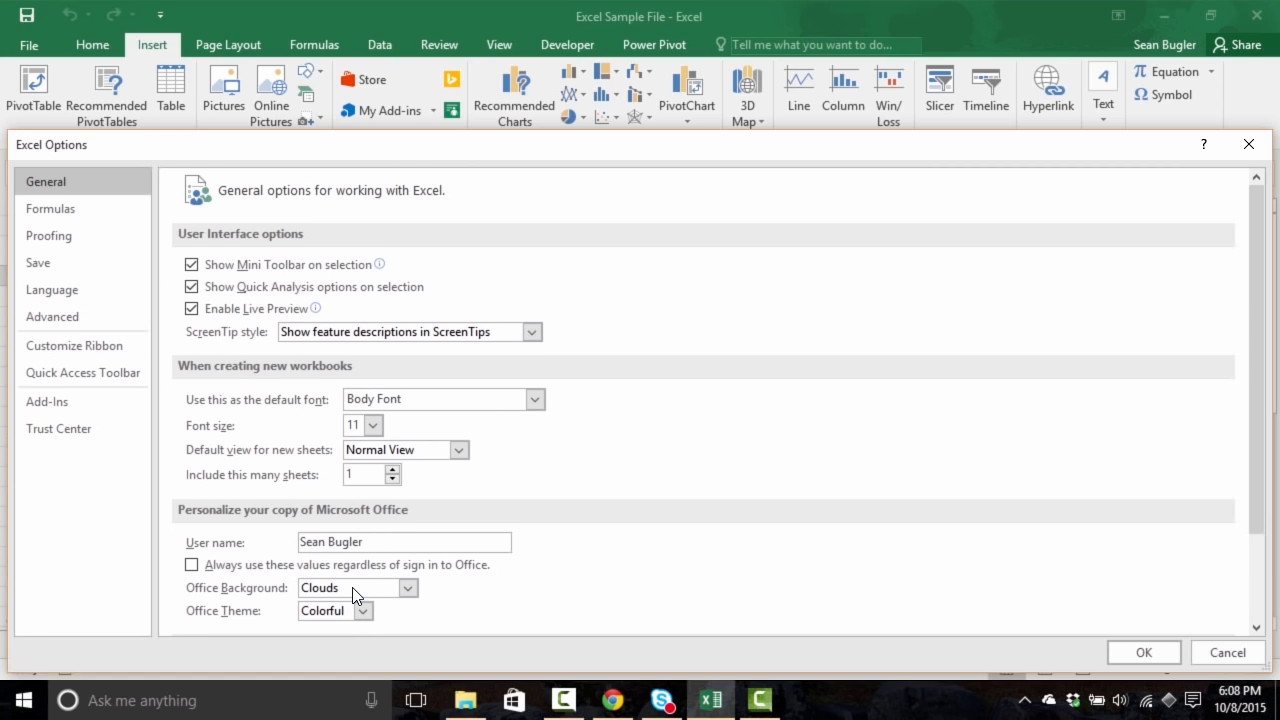 Excel Sample File - Excel
File Home Insert Page Layout Formulas Data Review View Developer Power Pivot Tell me what you want to do... Sean Bugler Share
PivotTable
Recommended
PivotTables
Table
Pictures
Online
Pictures
Store
My Add-ins
Recommended
Charts
PivotChart
3D
Map
Line
Column
Win/
Loss
Slicer
Timeline
Hyperlink
A
Text
π Equation
Ω Symbol
Excel Options ?
General
Formulas
Proofing
Save
Language
Advanced
Customize Ribbon
Quick Access Toolbar
Add-Ins
Trust Center
General options for working with Excel.
User Interface options
Show Mini Toolbar on selection
Show Quick Analysis options on selection
Enable Live Preview
ScreenTip style: Show feature descriptions in ScreenTips
When creating new workbooks
Use this as the default font: Body Font
Font size: 11
Default view for new sheets: Normal View
Include this many sheets: 1
Personalize your copy of Microsoft Office
User name: Sean Bugler
Always use these values regardless of sign in to Office.
Office Background: Clouds
Office Theme: Colorful
OK Cancel
Ask me anything
6:08 PM
10/8/2015